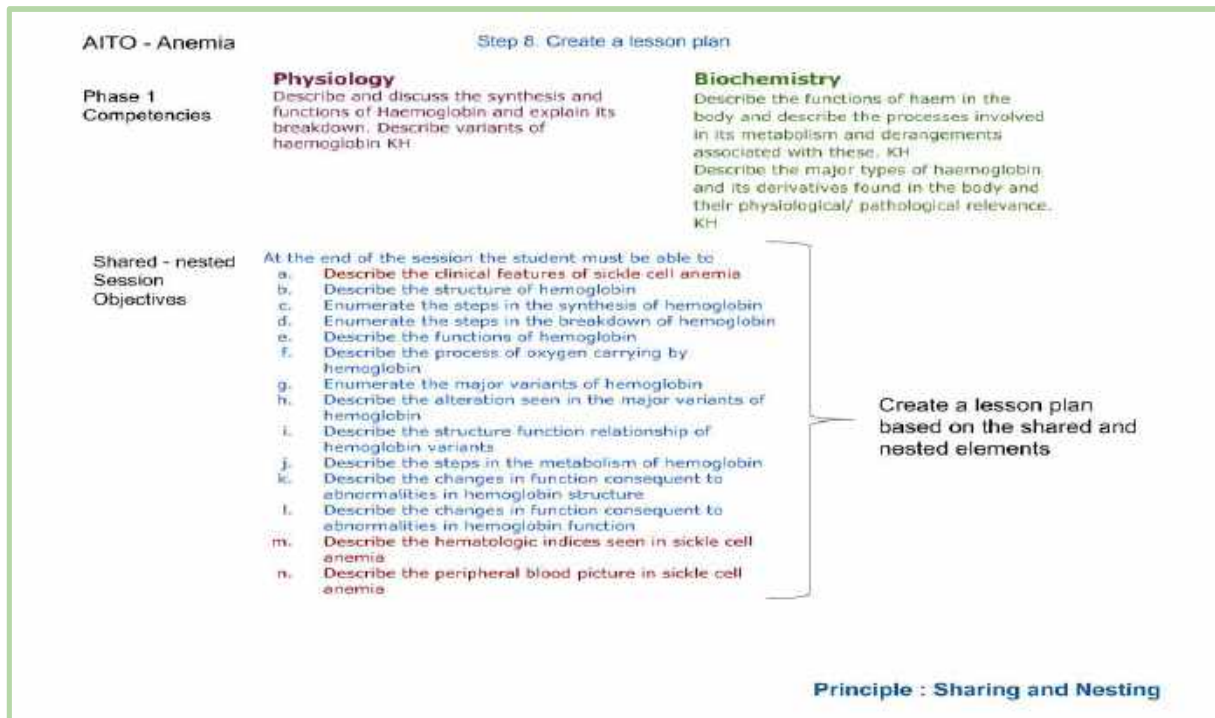 AITO - Anemia
Step 8. Create a lesson plan
Phase 1
Competencies
Physiology
Describe and discuss the synthesis and
functions of Haemoglobin and explain its
breakdown. Describe variants of
haemoglobin KH
Biochemistry
Describe the functions of haem in the
body and describe the processes involved
in its metabolism and derangements
associated with these. KH
Describe the major types of haemoglobin
and its derivatives found in the body and
their physiological/ pathological relevance.
KH
Shared - nested
Session
Objectives
At the end of the session the student must be able to
a. Describe the clinical features of sickle cell anemia
b. Describe the structure of hemoglobin
c. Enumerate the steps in the synthesis of hemoglobin
d. Enumerate the steps in the breakdown of hemoglobin
e. Describe the functions of hemoglobin
f. Describe the process of oxygen carrying by
hemoglobin
g. Enumerate the major variants of hemoglobin
h. Describe the alteration seen in the major variants of
hemoglobin
i. Describe the structure function relationship of
hemoglobin variants
j. Describe the steps in the metabolism of hemoglobin
k. Describe the changes in function consequent to
abnormalities in hemoglobin structure
l. Describe the changes in function consequent to
abnormalities in hemoglobin function
m. Describe the hematologic indices seen in sickle cell
anemia
n. Describe the peripheral blood picture in sickle cell
anemia
Create a lesson plan
based on the shared and
nested elements
Principle : Sharing and Nesting